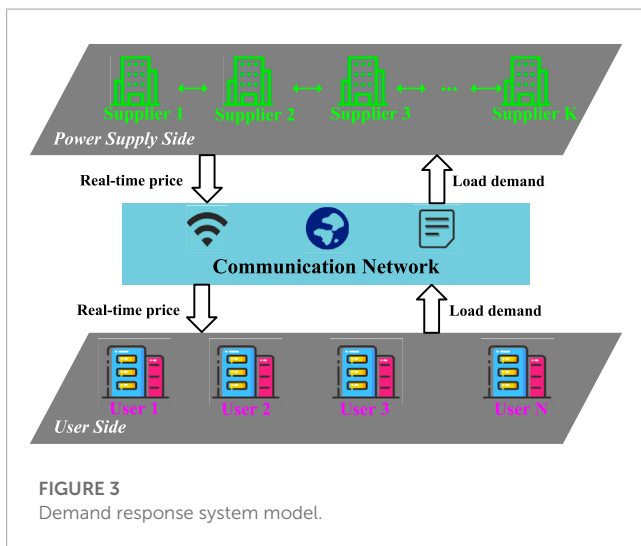 Supplier 1 Supplier 2 Supplier 3 ... Supplier K
Power Supply Side
Real-time price Load demand
Communication Network
Real-time price Load demand
User 1 User 2 User 3 User N
User Side
FIGURE 3
Demand response system model.